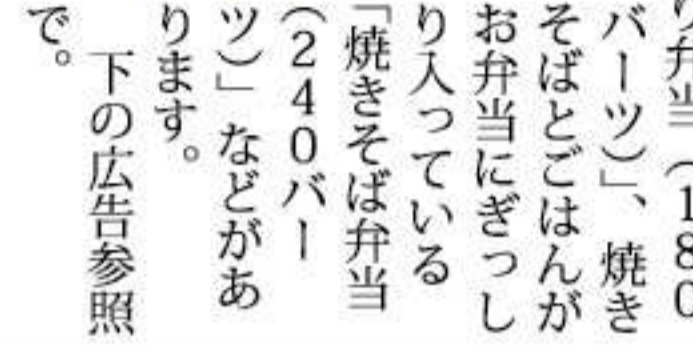 り弁当（180
バーツ）」、焼き
そばとごはんが
お弁当にぎっし
り入っている
「焼きそば弁当
（240バー
ツ）」などがあ
ります。
下の広告参照
で。